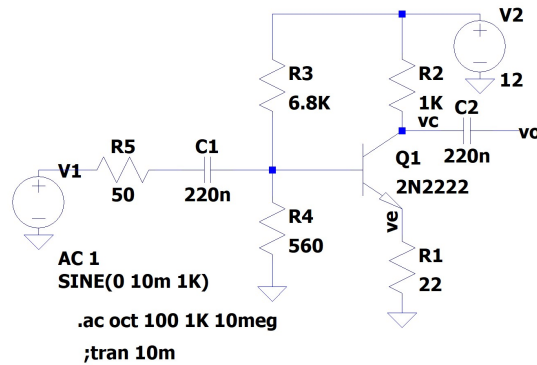 V2
R3
R2
6.8K
1K
12
C2
vc
vo
R5
C1
V1
Q1
220n
50
220n
2N2222
R4
ve
560
R1
AC 1
22
SINE(0 10m 1K)
.ac oct 100 1K 10meg
;tran 10m